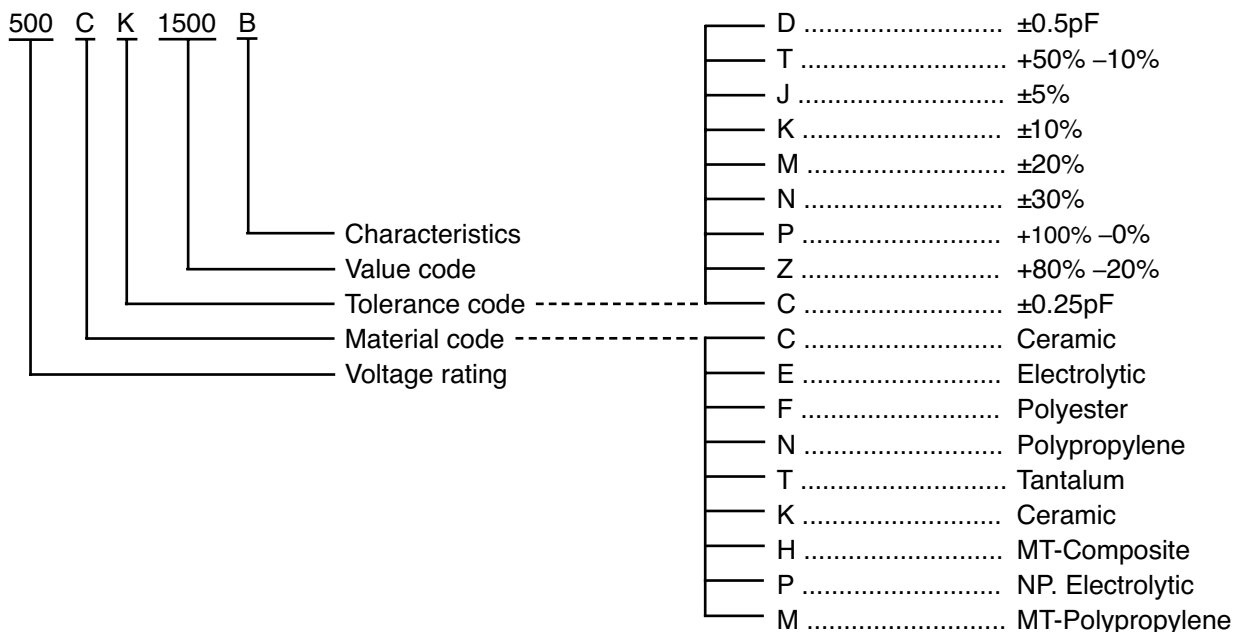 500 C K 1500 B
Characteristics
Value code
Tolerance code
Material code
Voltage rating
D ........................... ±0.5pF
T ............................ +50% –10%
J ............................ ±5%
K .......................... ±10%
M .......................... ±20%
N .......................... ±30%
P .......................... +100% –0%
Z .......................... +80% –20%
C .......................... ±0.25pF
C .......................... Ceramic
E .......................... Electrolytic
F .......................... Polyester
N .......................... Polypropylene
T ........................... Tantalum
K .......................... Ceramic
H .......................... MT-Composite
P .......................... NP. Electrolytic
M .......................... MT-Polypropylene